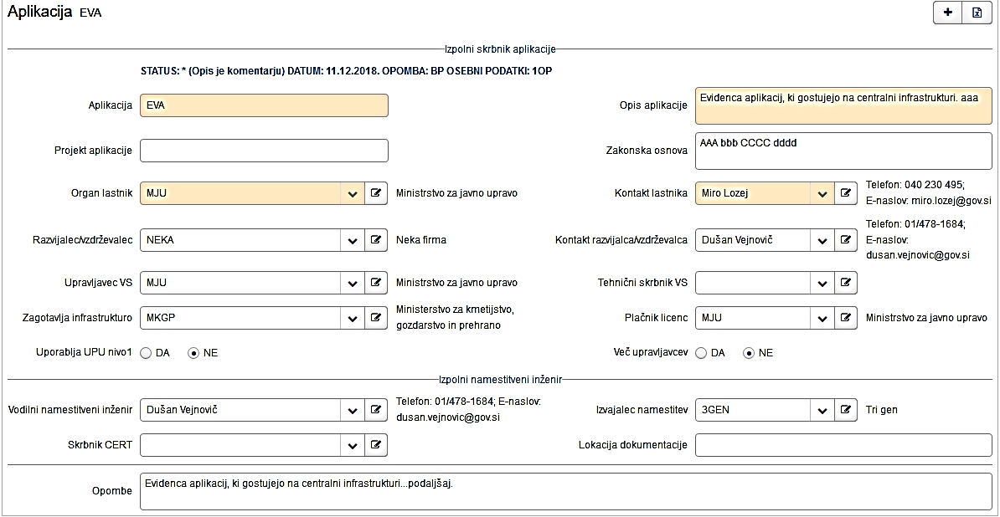 Aplikacija EVA
Izpolni skrbnik aplikacije
STATUS: * (Opis je komentarju) DATUM: 11.12.2018. OPOMBA: BP OSEBNI PODATKI: 1OP
Aplikacija EVA
Opis aplikacije Evidenca aplikacij, ki gostujejo na centralni infrastrukturi. aaa
Projekt aplikacije
Zakonska osnova AAA bbb CCCC dddd
Organ lastnik MJU Ministrstvo za javno upravo
Kontakt lastnika Miro Lozej
Telefon: 040 230 495;
E-naslov: miro.lozej@gov.si
Razvijalec/vzdrževalec NEKA Neka firma
Kontakt razvijalca/vzdrževalca Dušan Vejnovič
Telefon: 01/478-1684;
E-naslov:
dusan.vejnovic@gov.si
Upravljavec VS MJU Ministrstvo za javno upravo
Tehnični skrbnik VS
Zagotavlja infrastrukturo MKGP
Ministerstvo za kmetijstvo,
gozdarstvo in prehrano
Plačnik licenc MJU Ministrstvo za javno upravo
Uporablja UPU nivo1 DA NE
Več upravljavcev DA NE
Izpolni namestitveni inženir
Vodilni namestitveni inženir Dušan Vejnovič
Telefon: 01/478-1684; E-naslov:
dusan.vejnovic@gov.si
Izvajalec namestitev 3GEN Tri gen
Skrbnik CERT
Lokacija dokumentacije
Opombe Evidenca aplikacij, ki gostujejo na centralni infrastrukturi...podaljšaj.